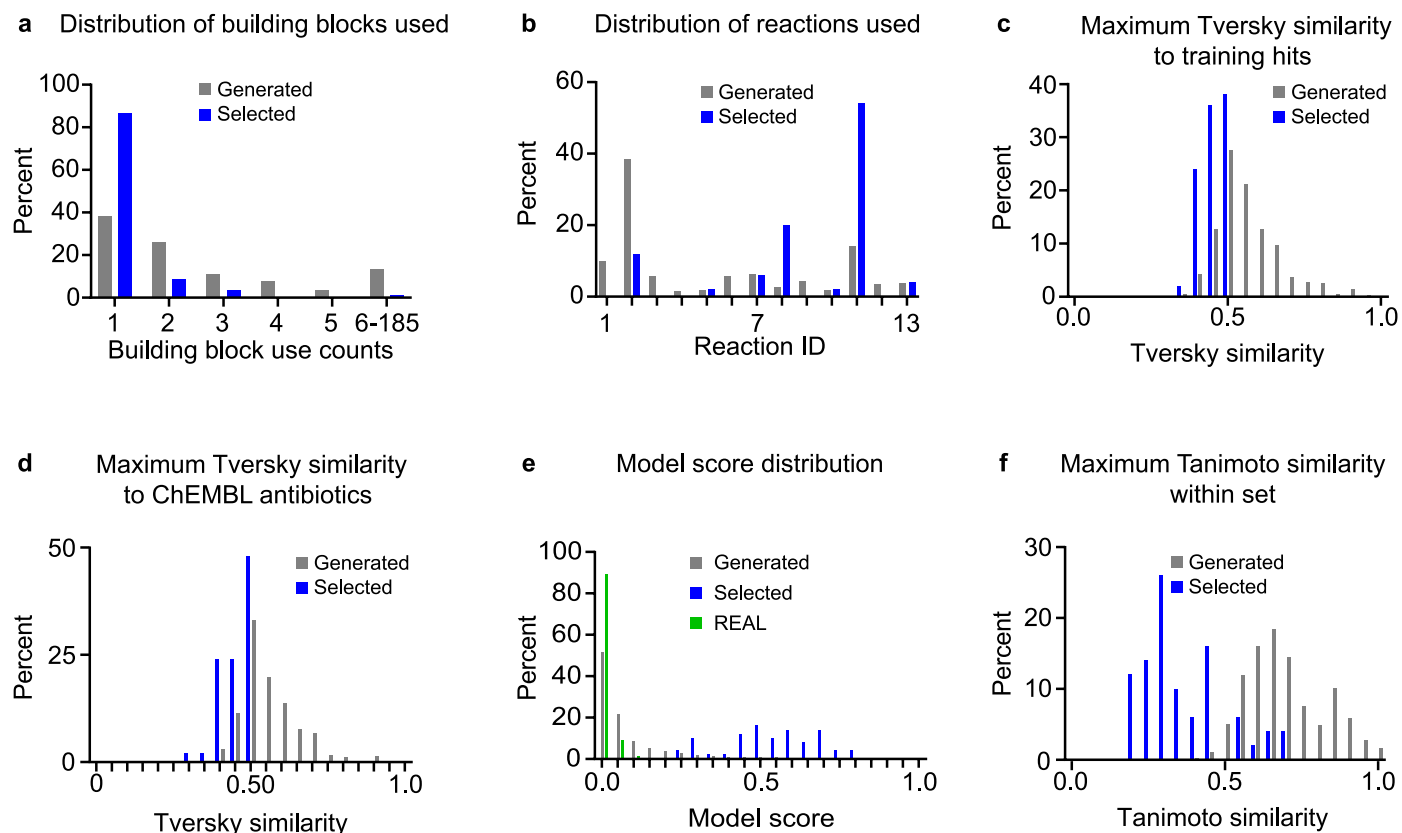 a Distribution of building blocks used
100
80
60
40
20
0
Percent
Generated
Selected
1 2 3 4 5 6-185
Building block use counts
b Distribution of reactions used
60
40
20
0
Percent
Generated
Selected
1 7 13
Reaction ID
c Maximum Tversky similarity
to training hits
40
30
20
10
0
Percent
Generated
Selected
0.0 0.5 1.0
Tversky similarity
d Maximum Tversky similarity
to ChEMBL antibiotics
50
25
0
Percent
Generated
Selected
0 0.50 1.0
Tversky similarity
e Model score distribution
100
80
60
40
20
0
Percent
Generated
Selected
REAL
0.0 0.5 1.0
Model score
f Maximum Tanimoto similarity
within set
30
20
10
0
Percent
Generated
Selected
0.0 0.5 1.0
Tanimoto similarity